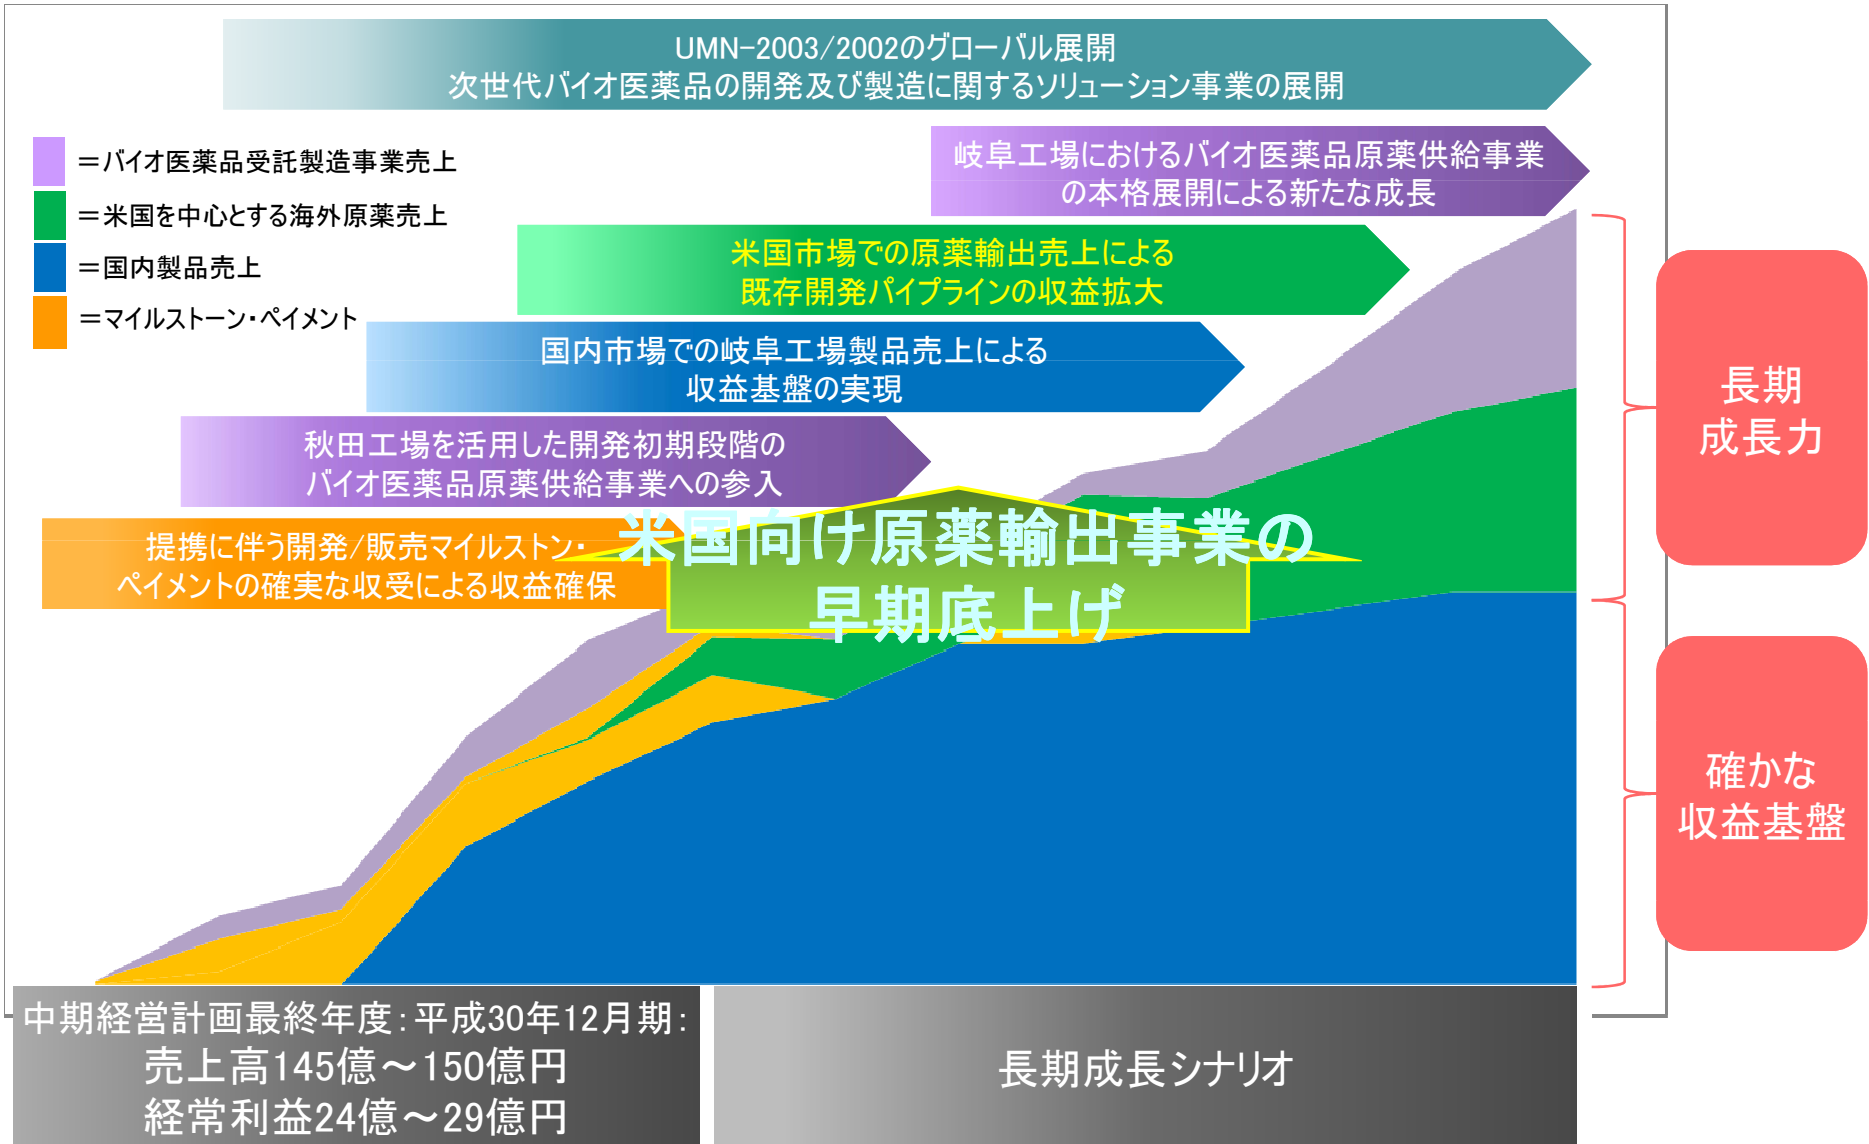 UMN-2003/2002のグローバル展開
次世代バイオ医薬品の開発及び製造に関するソリューション事業の展開
岐阜工場におけるバイオ医薬品原薬供給事業
の本格展開による新たな成長
＝バイオ医薬品受託製造事業売上
＝米国を中心とする海外原薬売上
＝国内製品売上
＝マイルストーン・ペイメント
米国市場での原薬輸出売上による
既存開発パイプラインの収益拡大
国内市場での岐阜工場製品売上による
収益基盤の実現
秋田工場を活用した開発初期段階の
バイオ医薬品原薬供給事業への参入
提携に伴う開発/販売マイルストン・
ペイメントの確実な収受による収益確保
米国向け原薬輸出事業の
早期底上げ
長期
成長力
確かな
収益基盤
中期経営計画最終年度：平成30年12月期：
売上高145億～150億円
経常利益24億～29億円
長期成長シナリオ